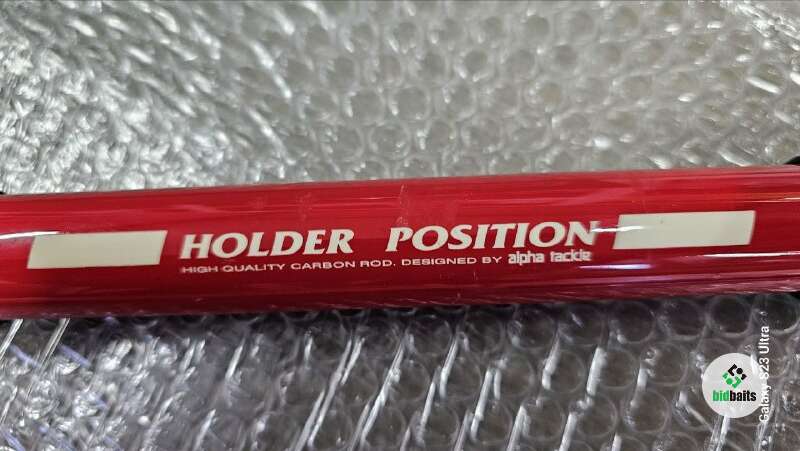 HOLDER POSITION
HIGH QUALITY CARBON ROD. DESIGNED BY alpha tackle
bidbaits
Galaxy S23 Ultra